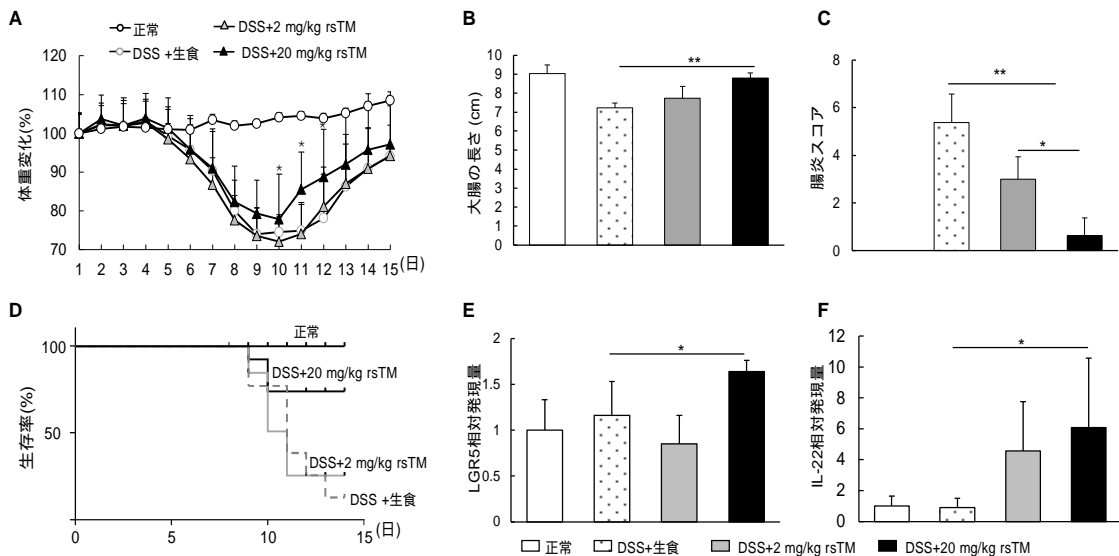 A
正常
DSS+2 mg/kg rsTM
DSS +生食
DSS+20 mg/kg rsTM
体重変化(%)
120
110
100
90
80
70
* * *
1 2 3 4 5 6 7 8 9 10 11 12 13 14 15 (日)
B
大腸の長さ (cm)
10
9
8
7
6
5
4
3
2
1
0
**
C
腸炎スコア
8
6
4
2
0
**
*
D
生存率(%)
100
50
正常
DSS+20 mg/kg rsTM
DSS+2 mg/kg rsTM
DSS +生食
0 5 10 15 (日)
E
LGR5相対発現量
2
1.5
1
0.5
0
*
F
IL-22相対発現量
12
10
8
6
4
2
0
*
正常 DSS+生食 DSS+2 mg/kg rsTM DSS+20 mg/kg rsTM